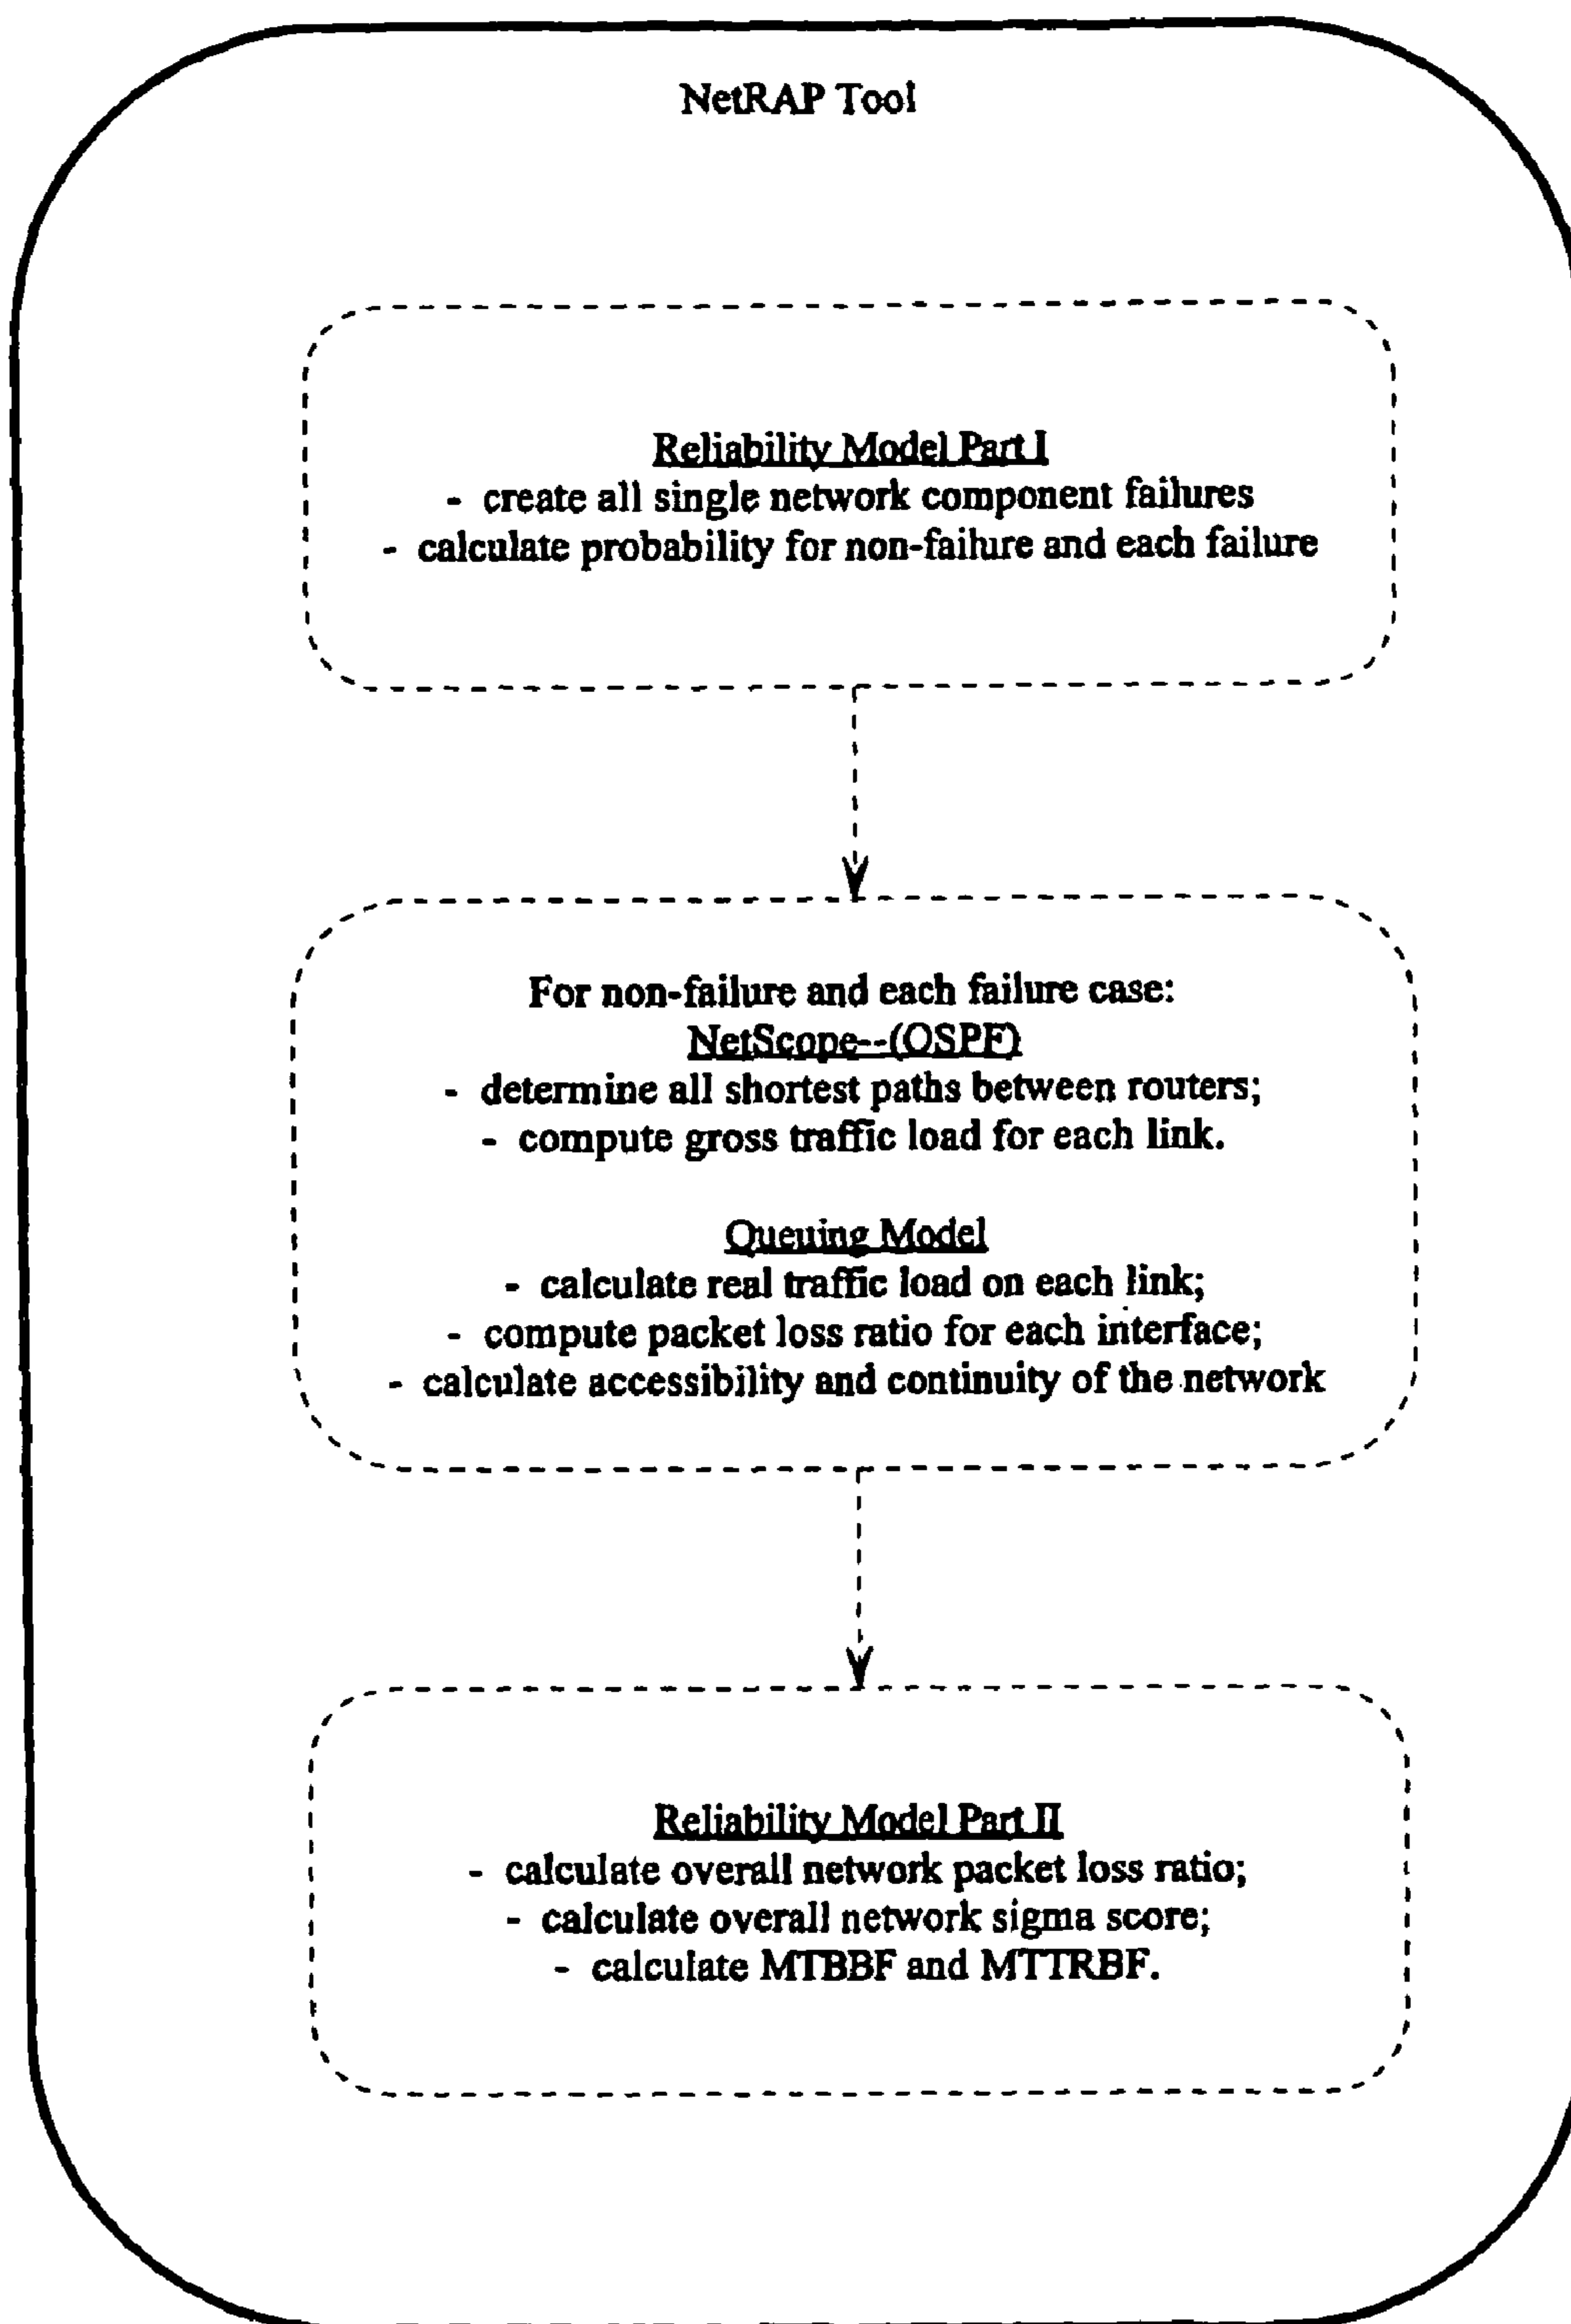 NetRAP Tool
Reliability Model Part I
- create all single network component failures
- calculate probability for non-failure and each failure
For non-failure and each failure case:
NetScope--(OSPF)
- determine all shortest paths between routers;
- compute gross traffic load for each link.
Queuing Model
- calculate real traffic load on each link;
- compute packet loss ratio for each interface;
- calculate accessibility and continuity of the network
Reliability Model Part II
- calculate overall network packet loss ratio;
- calculate overall network sigma score;
- calculate MTBBF and MTTRBF.